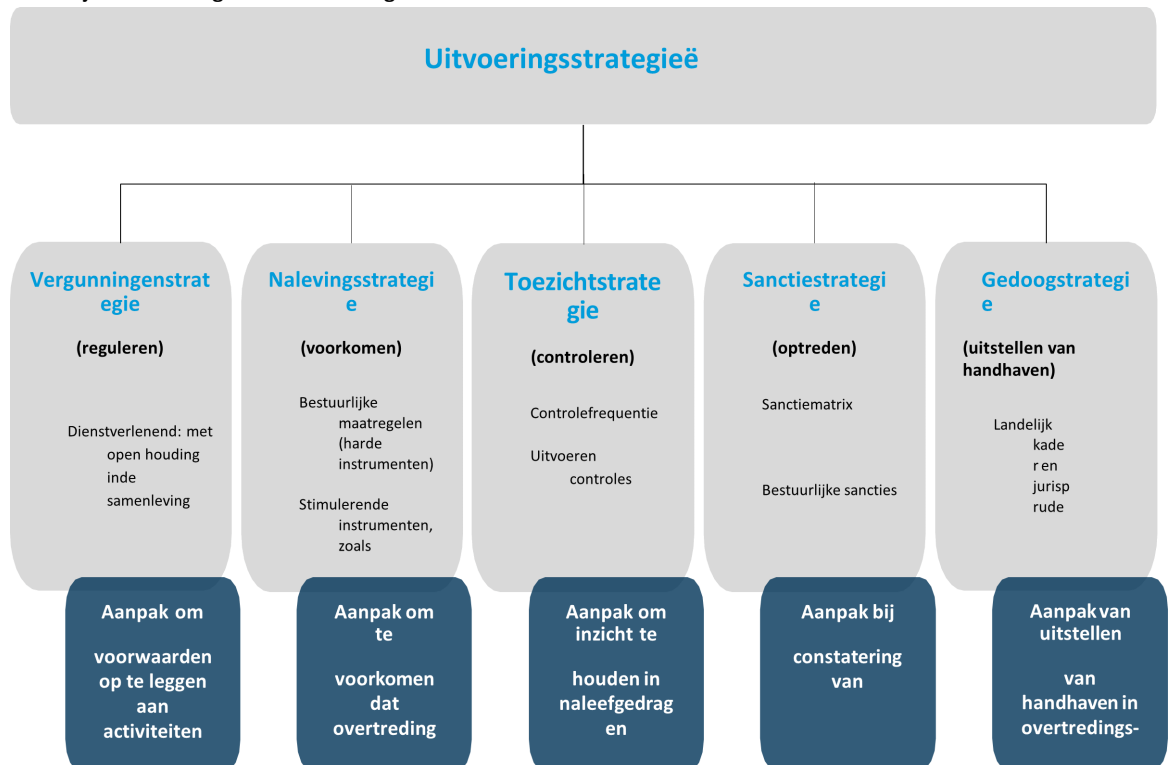 Uitvoeringsstrategieë
Vergunningenstrat
egie
(reguleren)
Dienstverlenend: met
open houding
inde
samenleving
Nalevingsstrategi
e
(voorkomen)
Bestuurlijke
maatregelen
(harde
instrumenten)
Stimulerende
instrumenten,
zoals
Toezichtstrate
gie
(controleren)
Controlefrequentie
Uitvoeren
controles
Sanctiestrategi
e
(optreden)
Sanctiematrix
Bestuurlijke sancties
Gedoogstrategi
e
(uitstellen van
handhaven)
Landelijk
kade
r en
jurisp
rude
Aanpak om
voorwaarden
op te leggen
aan
activiteiten
Aanpak om
te
voorkomen
dat
overtreding
Aanpak om
inzicht te
houden in
naleefgedrag
en
Aanpak bij
constatering
van
Aanpak van
uitstellen
van
handhaven in
overtredings-